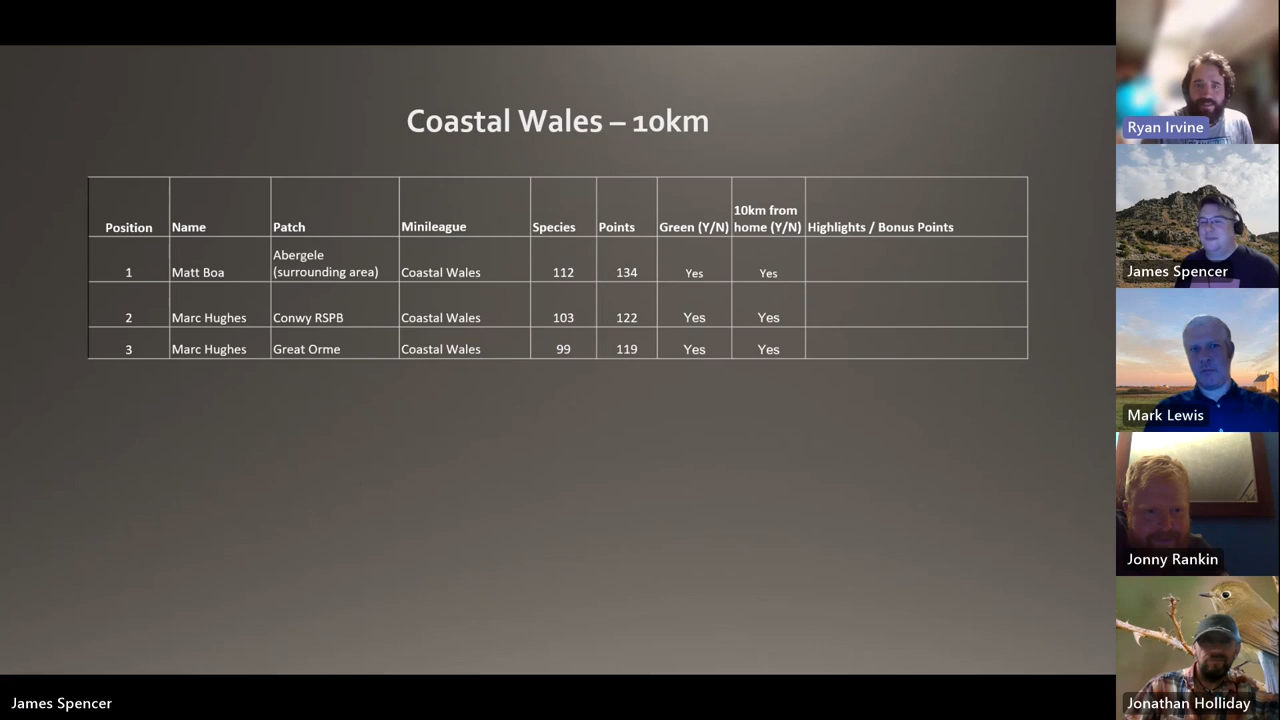 Coastal Wales – 10km
Position Name Patch Minileague Species Points Green (Y/N) 10km from home (Y/N) Highlights / Bonus Points
1 Matt Boa Abergele (surrounding area) Coastal Wales 112 134 Yes Yes
2 Marc Hughes Conwy RSPB Coastal Wales 103 122 Yes Yes
3 Marc Hughes Great Orme Coastal Wales 99 119 Yes Yes
Ryan Irvine
James Spencer
Mark Lewis
Jonny Rankin
Jonathan Holliday
James Spencer